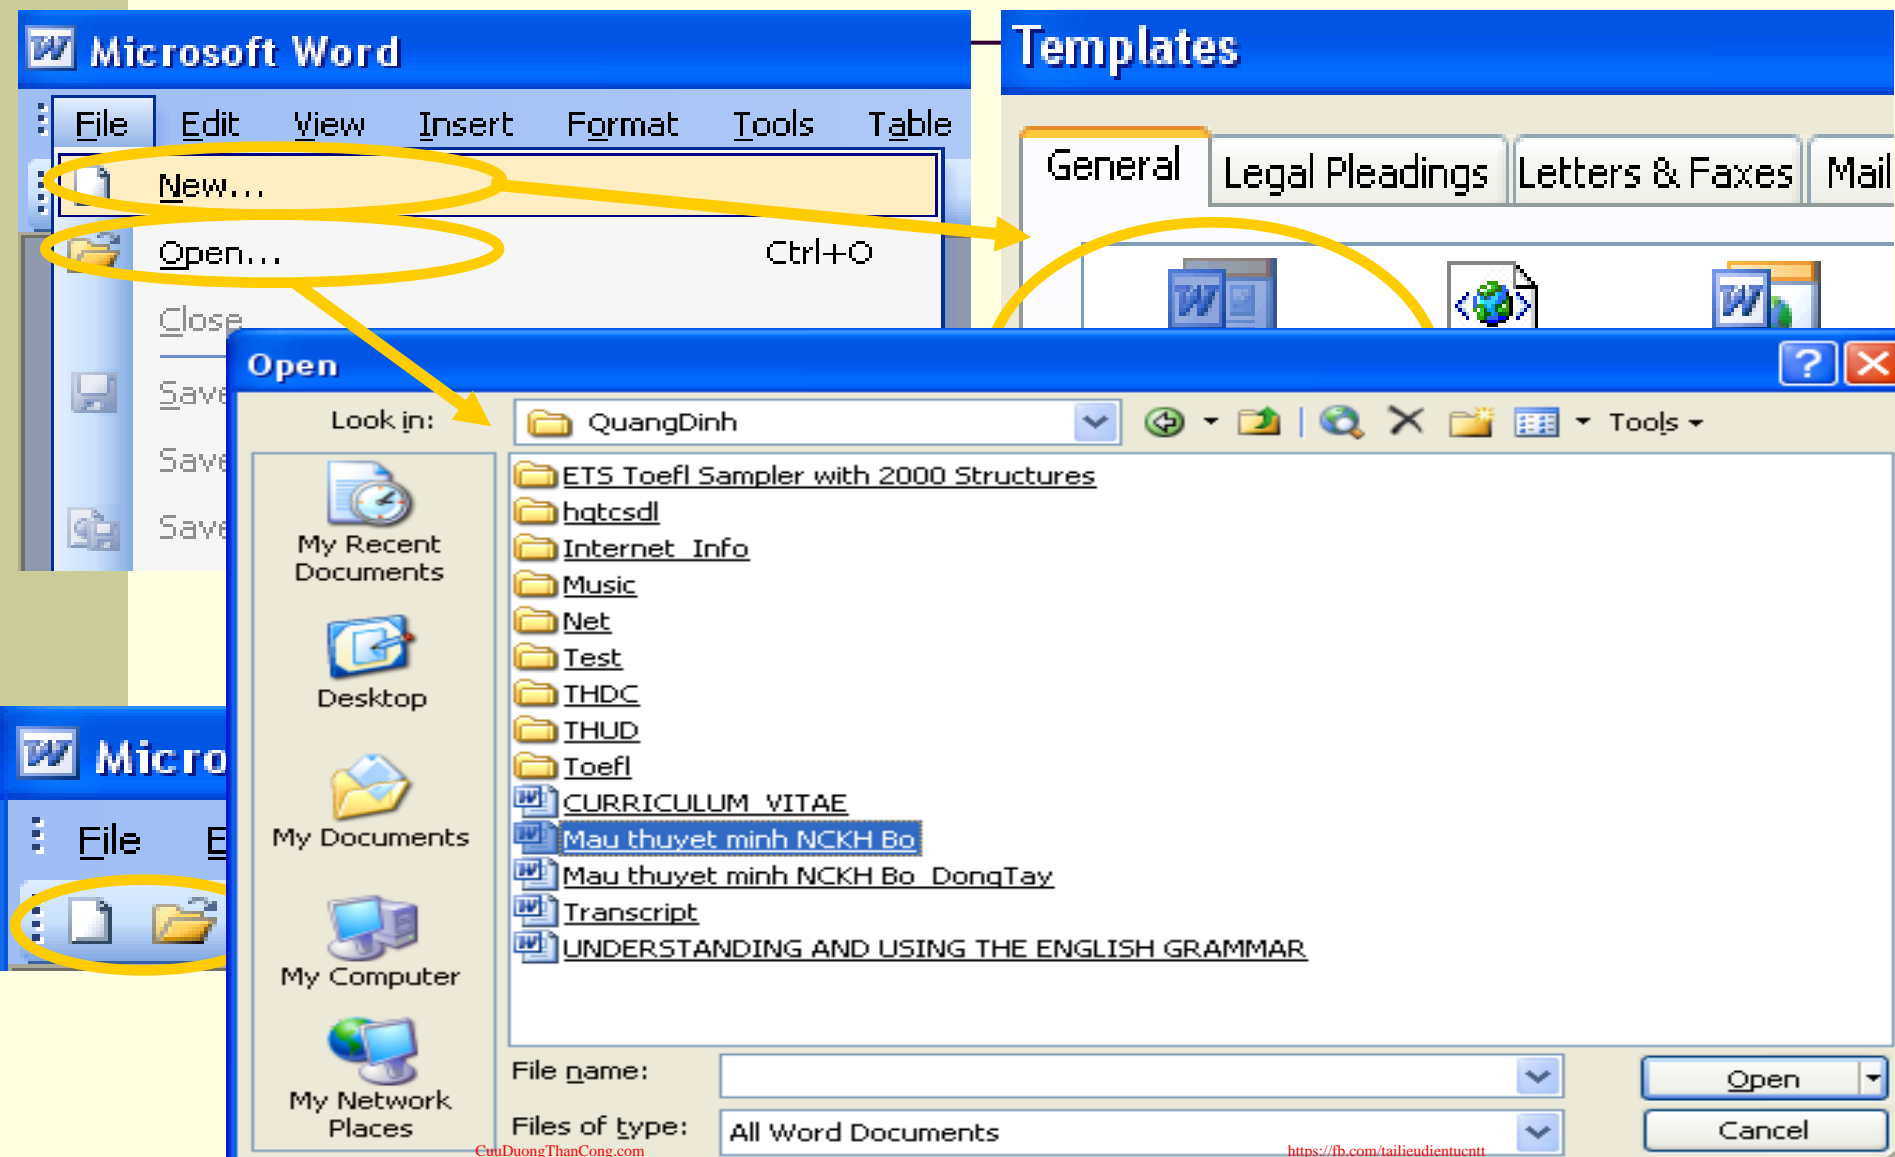 Microsoft Word
File Edit View Insert Format Tools Table
New...
Open... Ctrl+O
Close
Save
Save
Save
Templates
General Legal Pleadings Letters & Faxes Mail
Open
Look in: QuangDinh Tools
My Recent Documents
Desktop
My Documents
My Computer
My Network Places
ETS Toefl Sampler with 2000 Structures
hqtcsdl
Internet_Info
Music
Net
Test
THDC
THUD
Toefl
CURRICULUM_VITAE
Mau thuyet minh NCKH Bo
Mau thuyet minh NCKH Bo_DongTay
Transcript
UNDERSTANDING AND USING THE ENGLISH GRAMMAR
File name: Open
Files of type: All Word Documents Cancel
Micro
File E
CuuDuongThanCong.com https://fb.com/tailieudientucntt